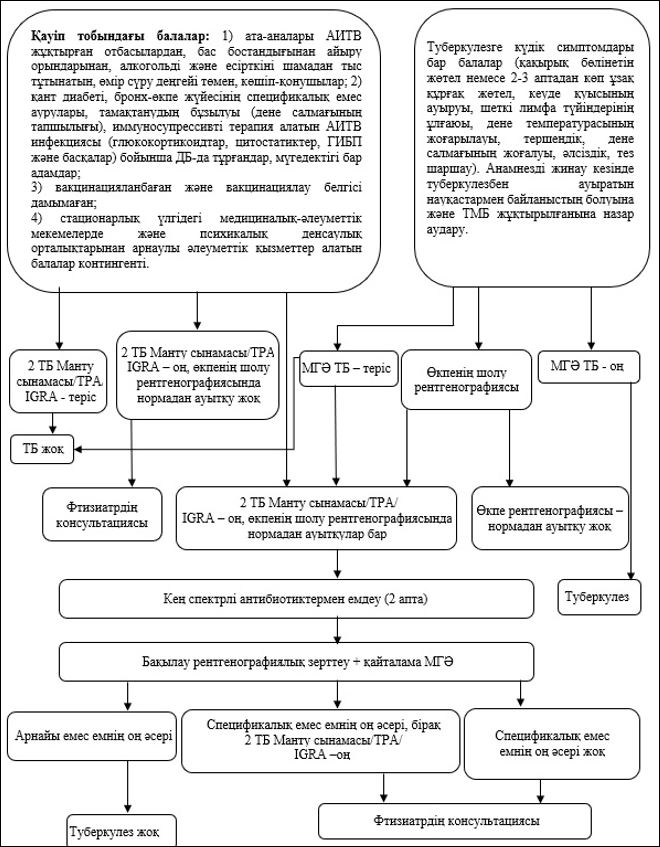 Қауіп тобындағы балалар: 1) ата-аналары АИТВ
жұқтырған отбасылардан, бас бостандығынан айыру
орындарынан, алкогольді және есірткіні шамадан тыс
тұтынатын, өмір сүру деңгейі төмен, көшіп-қонушылар; 2)
қант диабеті, бронх-өкпе жүйесінің спецификалық емес
аурулары, тамақтанудың бұзылуы (дене салмағының
тапшылығы), иммуносупрессивті терапия алатын АИТВ
инфекциясы (глюкокортикоидтар, цитостатиктер, ГИБП
және басқалар) бойынша ДБ-да тұрғандар, мүгедектігі бар
адамдар;
3) вакцинацияланбаған және вакцинациялау белгісі
дамымаған;
4) стационарлық үлгідегі медициналық-әлеуметтік
мекемелерде және психикалық денсаулық
орталықтарынан арнаулы әлеуметтік қызметтер алатын
балалар контингенті.
Туберкулезге күдік симптомдары
бар балалар (қақырық бөлінетін
жөтел немесе 2-3 аптадан көп ұзақ
құрғақ жөтел, кеуде қуысының
ауыруы, шеткі лимфа түйіндерінің
ұлғаюы, дене температурасының
жоғарылауы, тершеңдік, дене
салмағының жоғалуы, әлсіздік, тез
шаршау). Анамнезді жинау кезінде
туберкулезбен ауыратын
науқастармен байланыстың болуына
және ТМБ жұқтырылғанына назар
аудару.
2 ТБ Манту
сынамасы/ТРА/
IGRA - теріс
2 ТБ Манту сынамасы/ТРА
IGRA – оң, өкпенің шолу
рентгенографиясында
нормадан ауытку жоқ
МГӘ ТБ – теріс
Өкпенің шолу
рентгенографиясы
МГӘ ТБ - оң
ТБ жоқ
Фтизиатрдің
консультациясы
2 ТБ Манту сынамасы/ТРА/
IGRA – оң, өкпенің шолу рентгенографиясында
нормадан ауыткулар бар
Өкпе рентгенографиясы –
нормадан ауытку жоқ
Туберкулез
Кең спектрлі антибиотиктермен емдеу (2 апта)
Бақылау рентгенографиялық зерттеу + қайталама МГӘ
Арнайы емес емнің оң әсері
Спецификалық емес емнің оң әсері, бірақ
2 ТБ Манту сынамасы/ТРА/
IGRA –оң
Спецификалық емес
емнің оң әсері жоқ
Туберкулез жоқ
Фтизиатрдің консультациясы